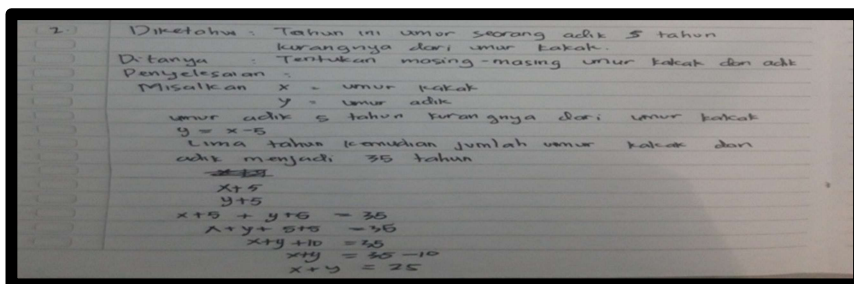 2.) Diketahui : Tahun ini umur seorang adik 5 tahun
kurangnya dari umur kakak.
Ditanya : Tentukan masing-masing umur kakak dan adik
Penyelesaian :
Misalkan x = umur kakak
y = umur adik
umur adik 5 tahun kurangnya dari umur kakak
y = x - 5
Lima tahun kemudian jumlah umur kakak dan
adik menjadi 35 tahun
x+5
y+5
x+5 + y+5 = 35
x+y+ 5+5 = 35
x+y +10 = 35
x+y = 35 -10
x+y = 25